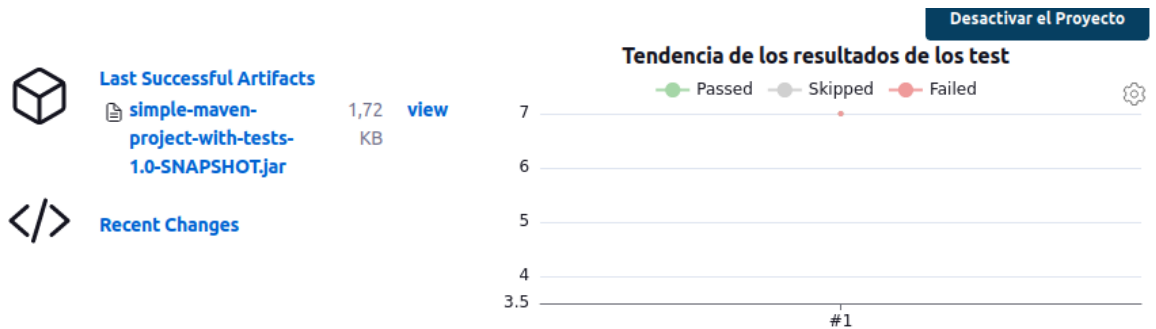 Desactivar el Proyecto
Last Successful Artifacts
simple-maven- 1,72 view
project-with-tests- KB
1.0-SNAPSHOT.jar
Recent Changes
Tendencia de los resultados de los test
Passed Skipped Failed
7
6
5
4
3.5
#1